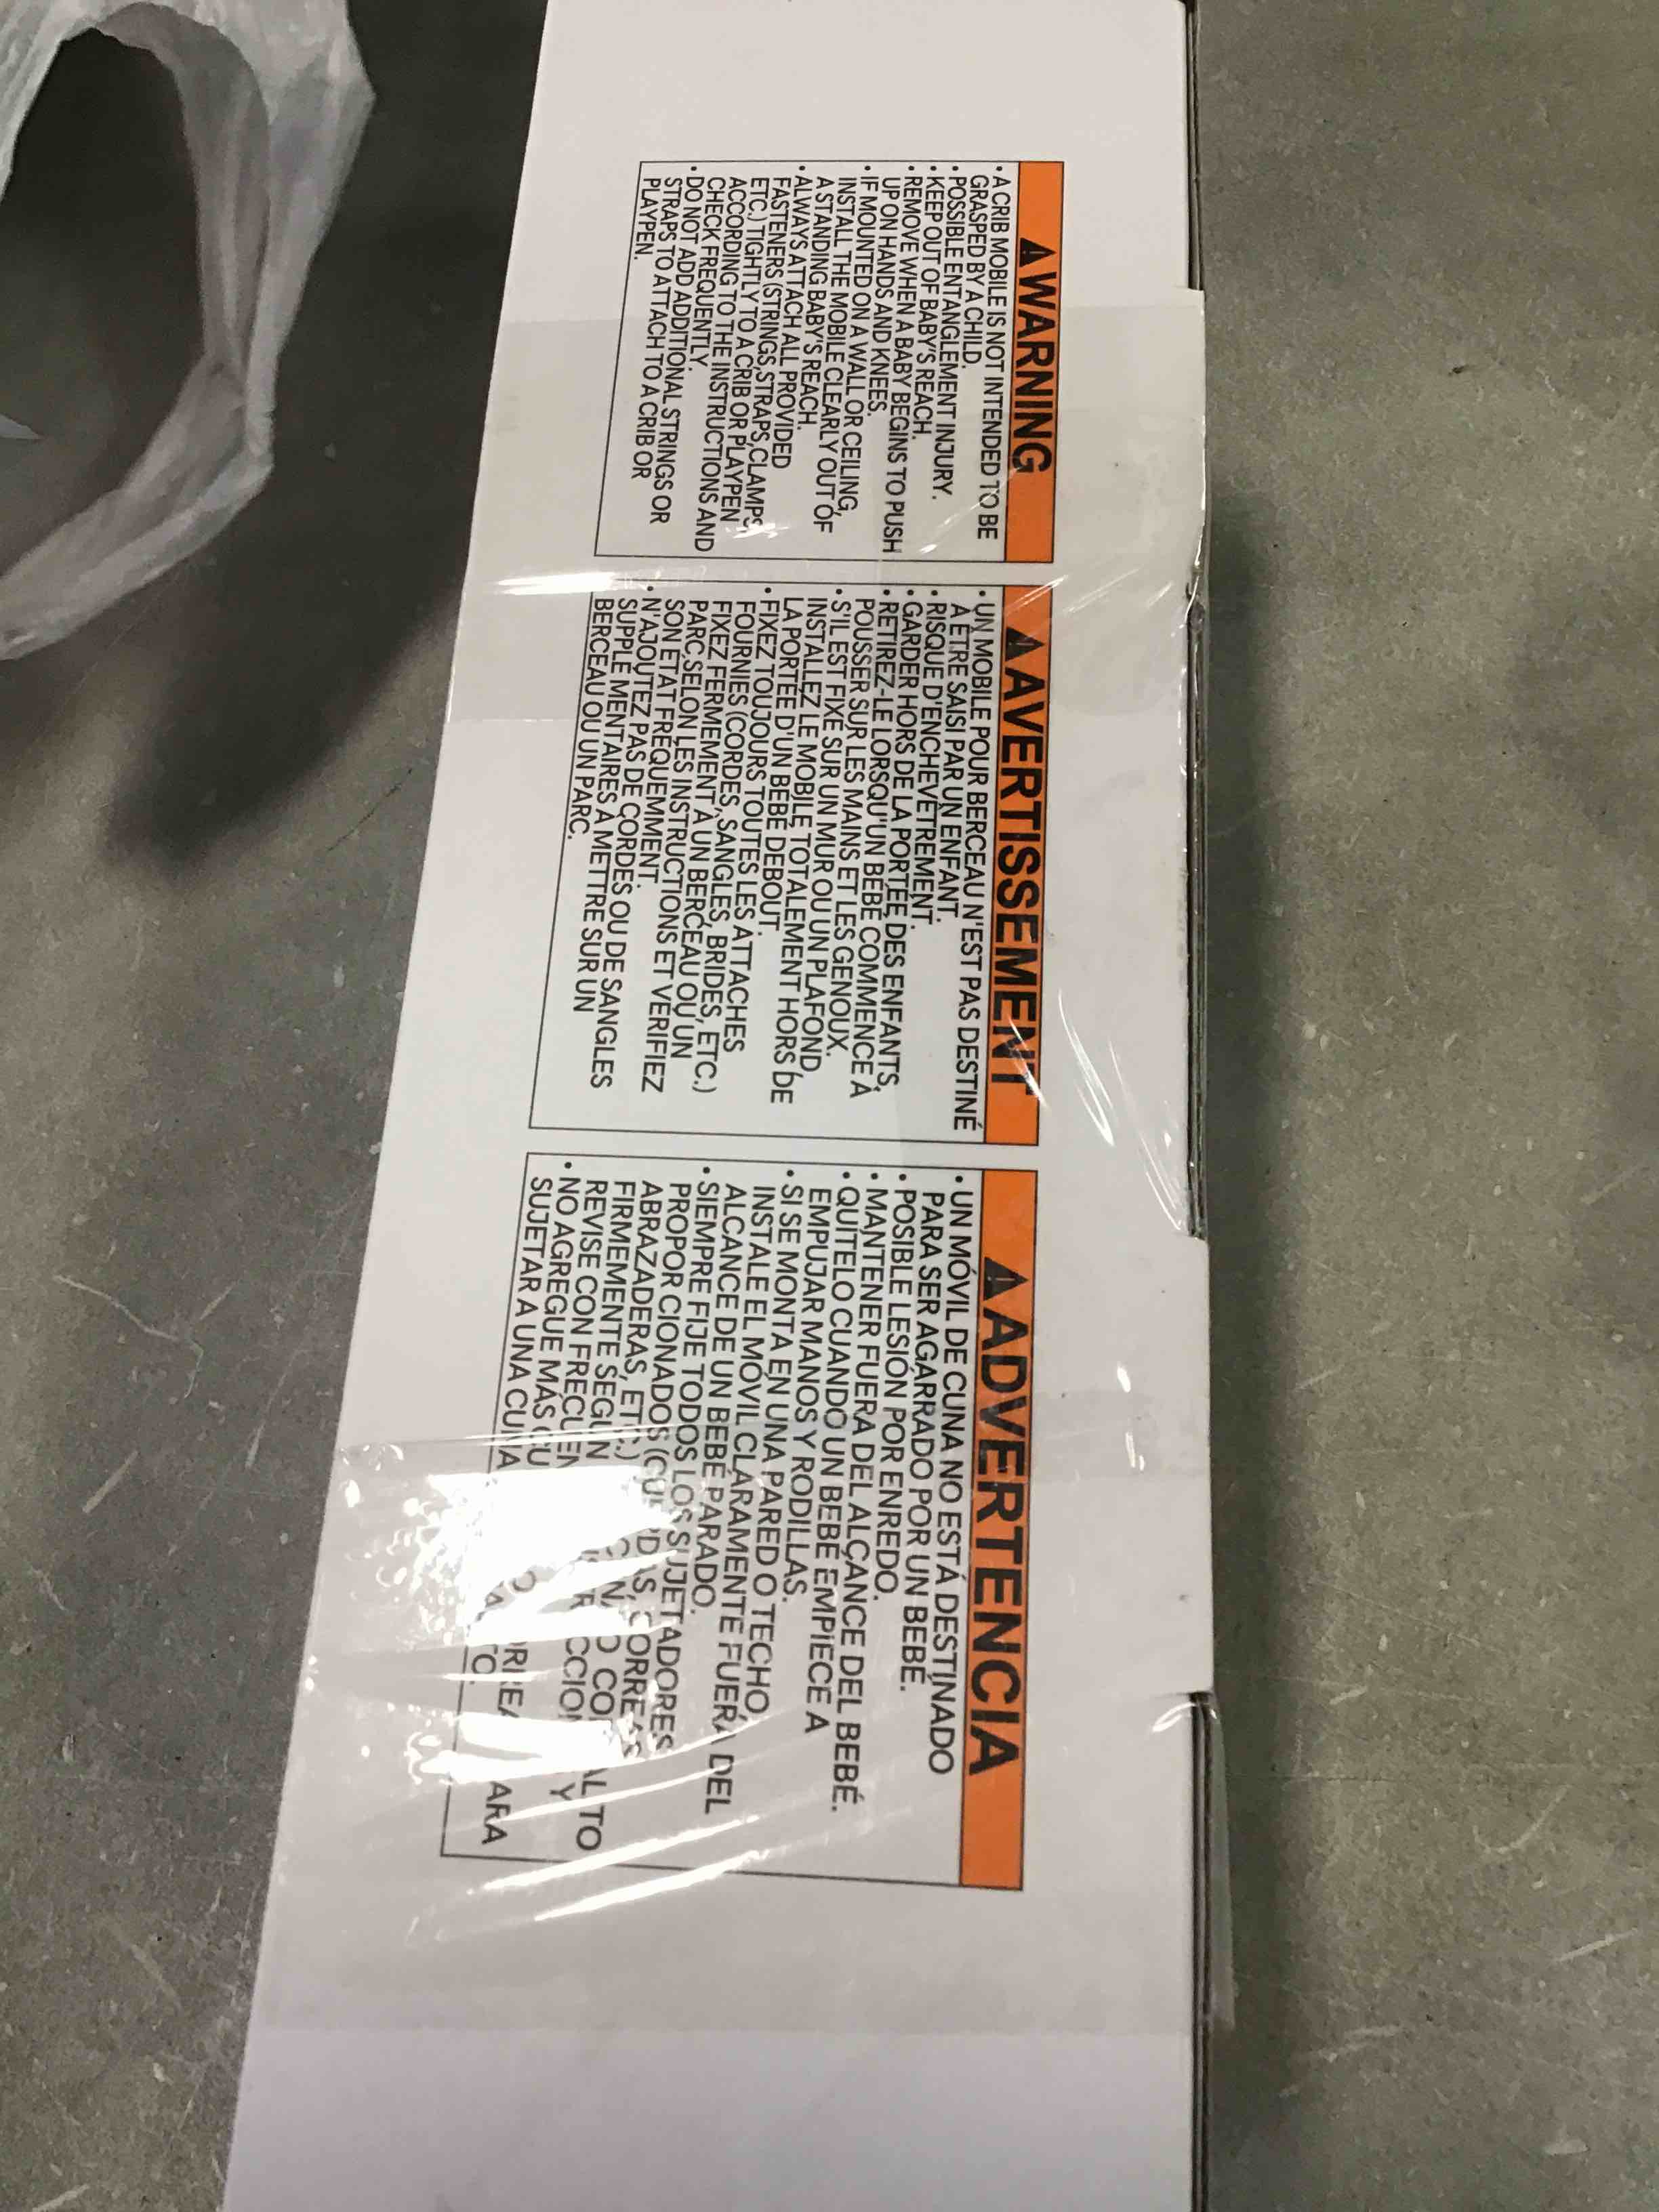 ⚠WARNING
• A CRIB MOBILE IS NOT INTENDED TO BE
GRASPED BY A CHILD.
• POSSIBLE ENTANGLEMENT INJURY.
• KEEP OUT OF BABY'S REACH.
• REMOVE WHEN A BABY BEGINS TO PUSH
UP ON HANDS AND KNEES.
• IF MOUNTED ON A WALL OR CEILING,
INSTALL THE MOBILE CLEARLY OUT OF
A STANDING BABY'S REACH.
• ALWAYS ATTACH ALL PROVIDED
FASTENERS (STRINGS,STRAPS,CLAMPS,
ETC.) TIGHTLY TO A CRIB OR PLAYPEN
ACCORDING TO THE INSTRUCTIONS AND
CHECK FREQUENTLY.
• DO NOT ADD ADDITIONAL STRINGS OR
STRAPS TO ATTACH TO A CRIB OR
PLAYPEN.
⚠AVERTISSEMENT
• UN MOBILE POUR BERCEAU N'EST PAS DESTINÉ
À ÊTRE SAISI PAR UN ENFANT.
• RISQUE D'ENCHEVÊTREMENT.
• GARDER HORS DE LA PORTÉE DES ENFANTS.
• RETIREZ-LE LORSQU'UN BÉBÉ COMMENCE À
POUSSER SUR LES MAINS ET LES GENOUX.
• S'IL EST FIXÉ SUR UN MUR OU UN PLAFOND,
INSTALLEZ LE MOBILE TOTALEMENT HORS DE
LA PORTÉE D'UN BÉBÉ DEBOUT.
• FIXEZ TOUJOURS TOUTES LES ATTACHES
FOURNIES (CORDES, SANGLES, BRIDES, ETC.)
FIXEZ FERMEMENT À UN BERCEAU OU UN
PARC,SELON LES INSTRUCTIONS ET VÉRIFIEZ
SON ÉTAT FRÉQUEMMENT.
• N'AJOUTEZ PAS DE CORDES OU DE SANGLES
SUPPLÉ MENTAIRES À METTRE SUR UN
BERCEAU OU UN PARC.
⚠ADVERTENCIA
• UN MÓVIL DE CUNA NO ESTÁ DESTINADO
PARA SER AGARRADO POR UN BEBÉ.
• POSIBLE LESIÓN POR ENREDO.
• MANTENER FUERA DEL ALCANCE DEL BEBÉ.
• QUÍTELO CUANDO UN BEBÉ EMPIECE A
EMPUJAR MANOS Y RODILLAS.
• SI SE MONTA EN UNA PARED O TECHO,
INSTALE EL MÓVIL CLARAMENTE FUERA DEL
ALCANCE DE UN BEBÉ PARADO.
• SIEMPRE FIJE TODOS LOS SUJETADORES
PROPOR CIONADOS (CUERDAS, CORREAS,
ABRAZADERAS, ETC.)
FIRMEMENTE SEGÚN
REVISE CON Y
• NO AGREGUE MÁS
SUJETAR A UNA CUNA